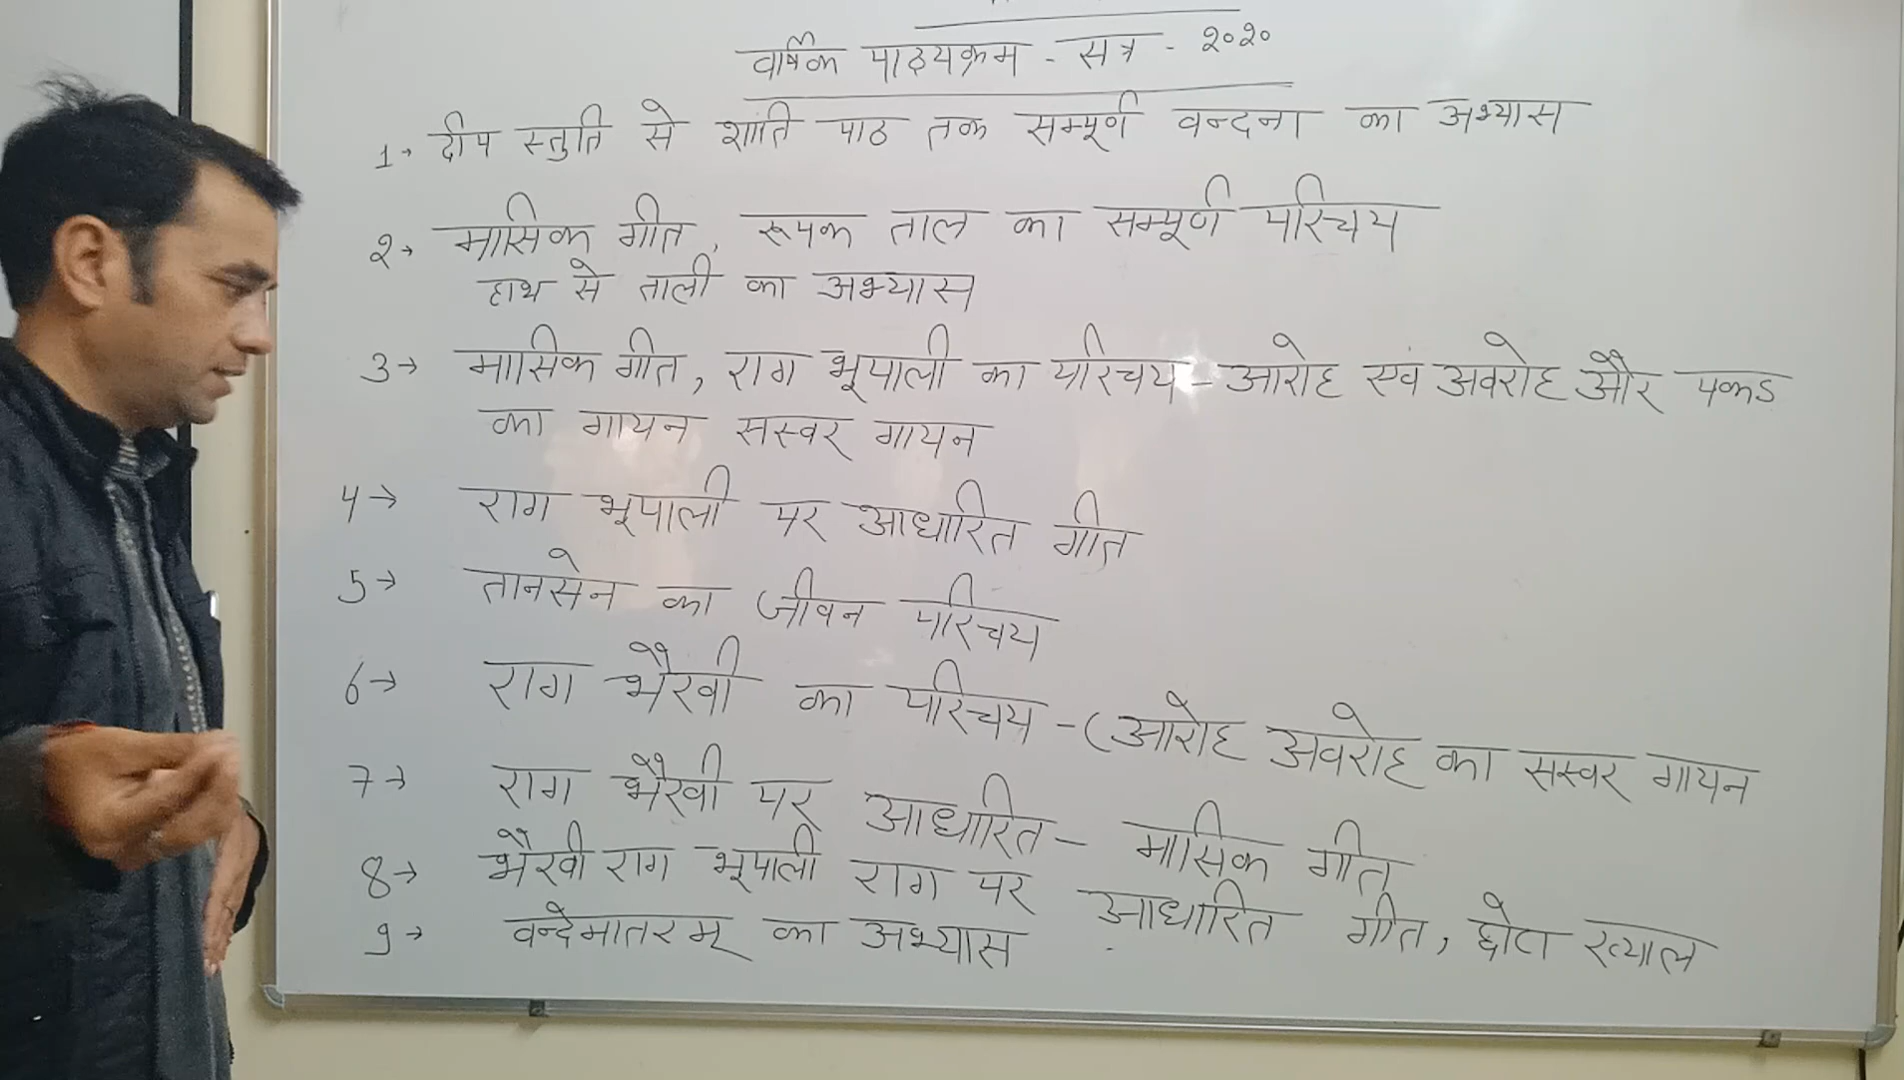 वार्षिक पाठ्यक्रम - सत्र - २०२०
1→ दीप स्तुति से शांति पाठ तक सम्पूर्ण वन्दना का अभ्यास
२→ मासिक गीत, रूपक ताल का सम्पूर्ण परिचय
हाथ से ताली का अभ्यास
3→ मासिक गीत, राग भूपाली का परिचय - आरोह एवं अवरोह और पकड
का गायन सस्वर गायन
4→ राग भूपाली पर आधारित गीत
5→ तानसेन का जीवन परिचय
6→ राग भैरवी का परिचय - (आरोह अवरोह का सस्वर गायन
7→ राग भैरवी पर आधारित - मासिक गीत
8→ भैरवी राग भूपाली राग पर आधारित गीत, छोटा ख्याल
9→ वन्देमातरम् का अभ्यास